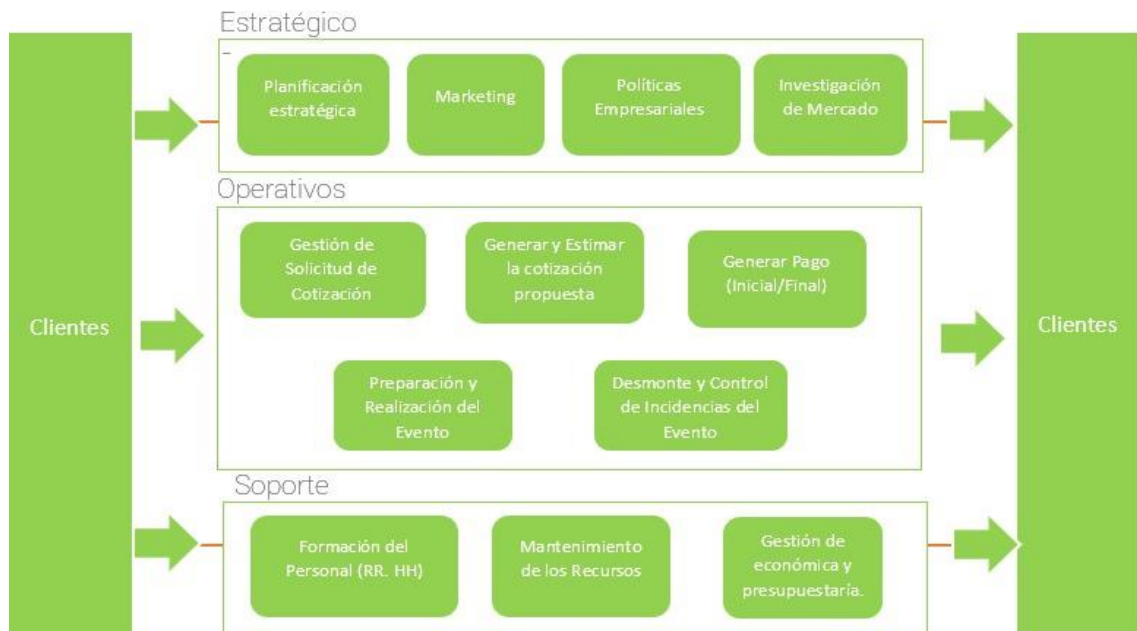 Estratégico
Planificación
estratégica
Marketing
Políticas
Empresariales
Investigación
de Mercado
Operativos
Gestión de
Solicitud de
Cotización
Generar y Estimar
la cotización
propuesta
Generar Pago
(Inicial/Final)
Clientes
Clientes
Preparación y
Realización del
Evento
Desmonte y Control
de Incidencias del
Evento
Soporte
Formación del
Personal (RR. HH)
Mantenimiento
de los Recursos
Gestión de
económica y
presupuestaría.